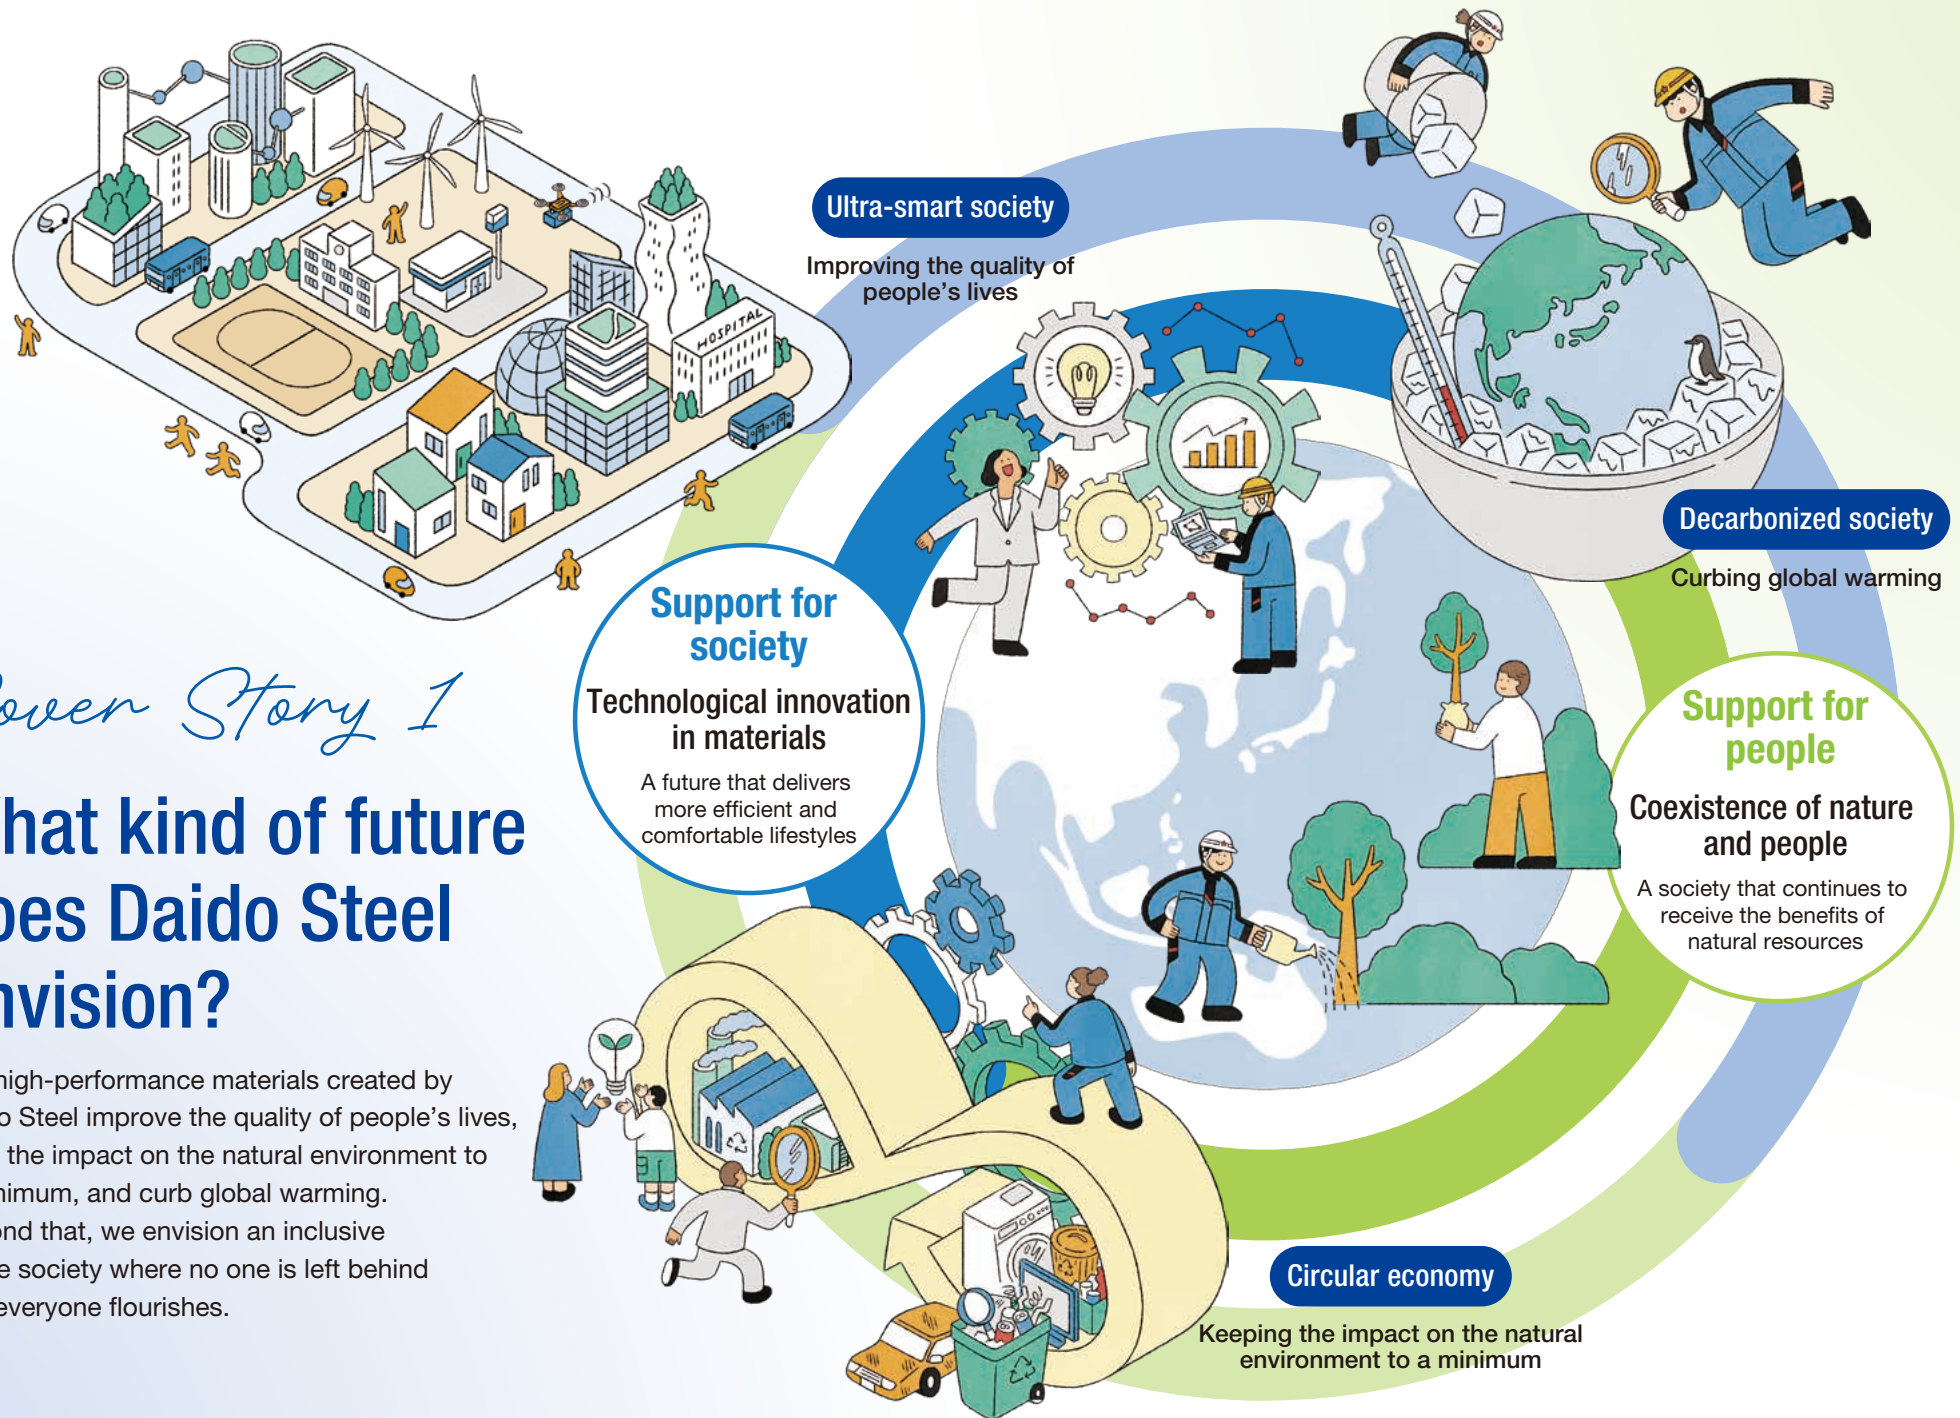 HOSPITAL
Ultra-smart society
Improving the quality of
people's lives
Decarbonized society
Curbing global warming
Support for
society
Technological innovation
in materials
A future that delivers
more efficient and
comfortable lifestyles
Support for
people
Coexistence of nature
and people
A society that continues to
receive the benefits of
natural resources
over Story 1
hat kind of future
oes Daido Steel
nvision?
high-performance materials created by
o Steel improve the quality of people's lives,
the impact on the natural environment to
nimum, and curb global warming.
ond that, we envision an inclusive
e society where no one is left behind
everyone flourishes.
Circular economy
Keeping the impact on the natural
environment to a minimum